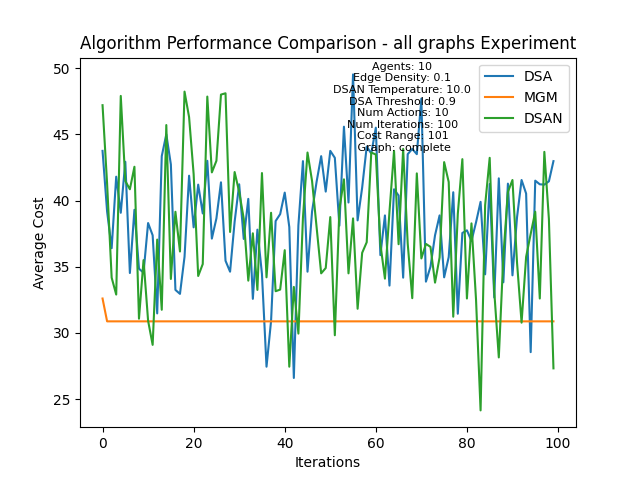 Algorithm Performance Comparison - all graphs Experiment
Agents: 10
Edge Density: 0.1
DSAN Temperature: 10.0
DSA Threshold: 0.9
Num Actions: 10
Num Iterations: 100
Cost Range: 101
Graph: complete
DSA
MGM
DSAN
Average Cost
50
45
40
35
30
25
0 20 40 60 80 100
Iterations